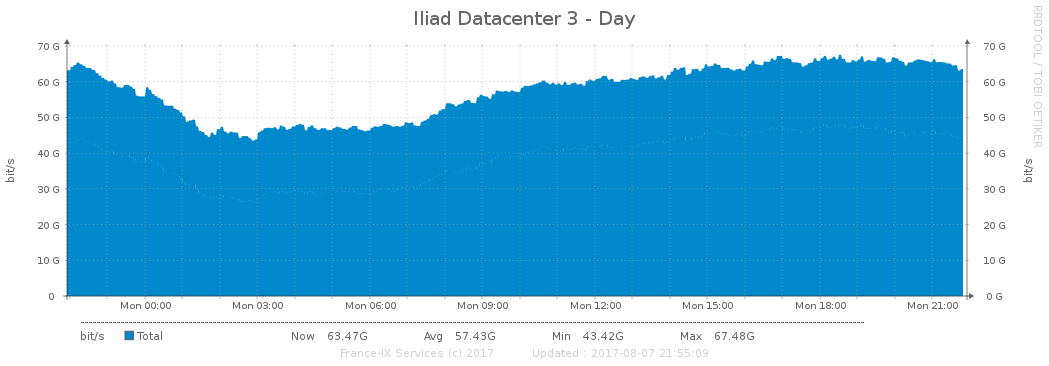 Iliad Datacenter 3 - Day
RRDTOOL / TOBI OETIKER
70 G 70 G
60 G 60 G
50 G 50 G
40 G 40 G
30 G 30 G
20 G 20 G
10 G 10 G
0 0 G
bit/s bit/s
Mon 00:00 Mon 03:00 Mon 06:00 Mon 09:00 Mon 12:00 Mon 15:00 Mon 18:00 Mon 21:00
bit/s Total Now 63.47G Avg 57.43G Min 43.42G Max 67.48G
France-IX Services (c) 2017 Updated : 2017-08-07 21:55:09